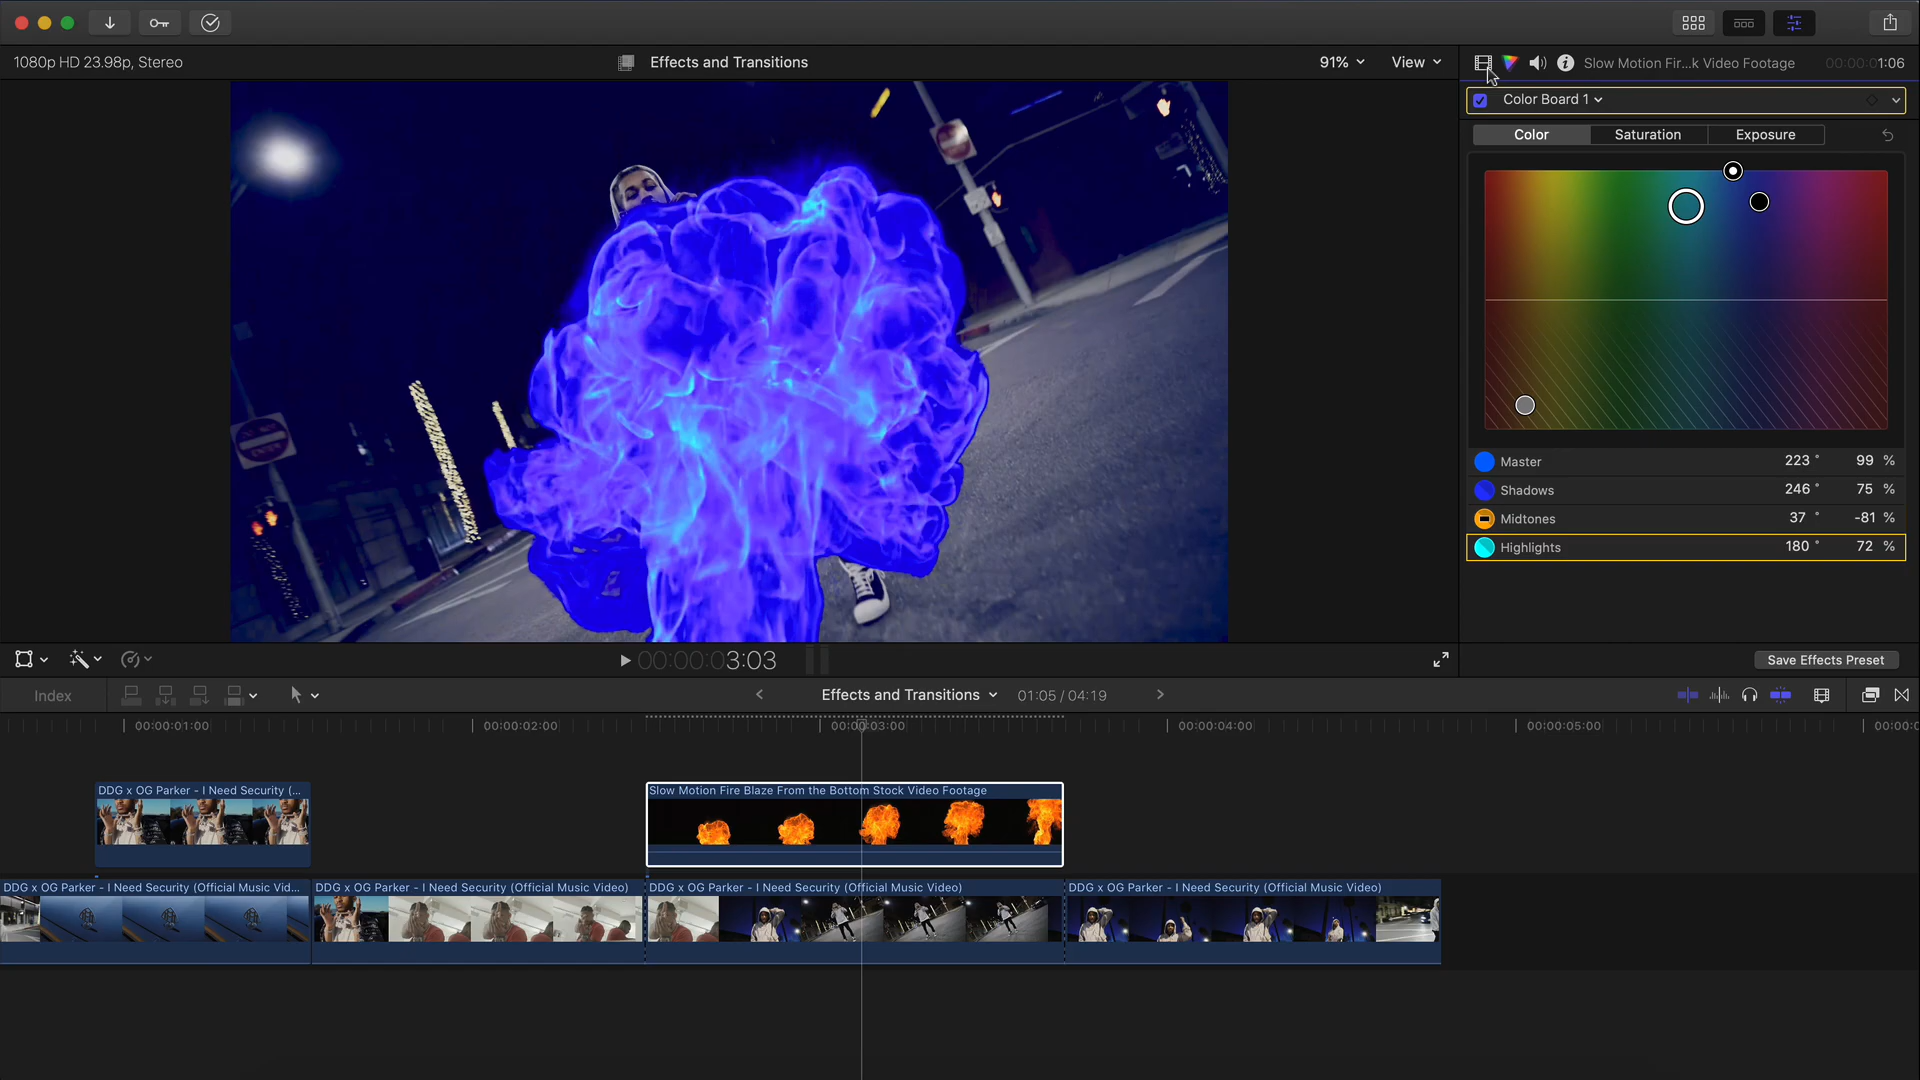 1080p HD 23.98p, Stereo
Effects and Transitions
91%
View
Slow Motion Fir...k Video Footage
00:00:01:06
Color Board 1
Color
Saturation
Exposure
Master 223 ° 99 %
Shadows 246 ° 75 %
Midtones 37 ° -81 %
Highlights 180 ° 72 %
00:00:03:03
Save Effects Preset
Index
Effects and Transitions
01:05 / 04:19
00:00:01:00
00:00:02:00
00:00:03:00
00:00:04:00
00:00:05:00
00:00:0
DDG x OG Parker - I Need Security (...
Slow Motion Fire Blaze From the Bottom Stock Video Footage
DDG x OG Parker - I Need Security (Official Music Vid...
DDG x OG Parker - I Need Security (Official Music Video)
DDG x OG Parker - I Need Security (Official Music Video)
DDG x OG Parker - I Need Security (Official Music Video)